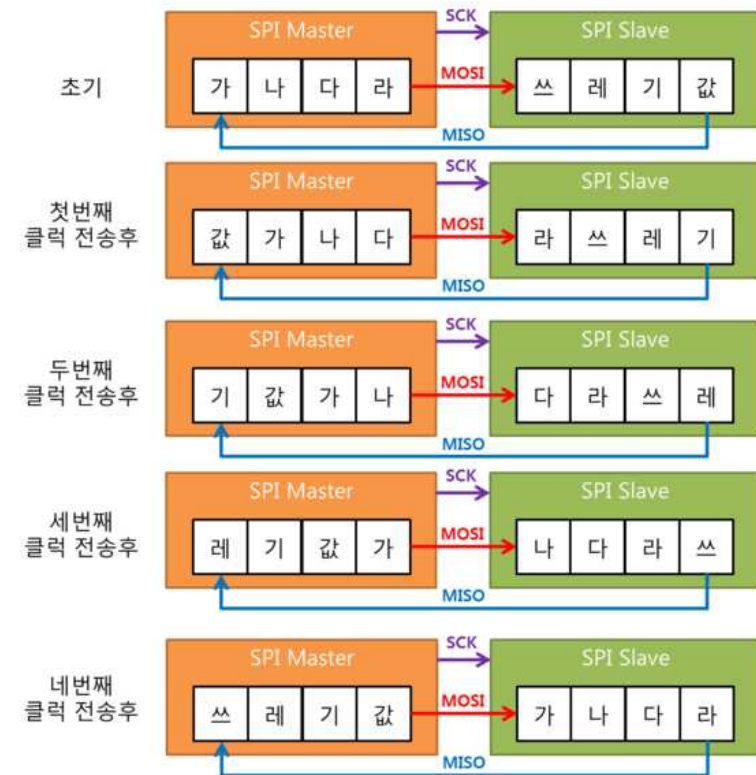 SPI Master SCK SPI Slave
초기 가 나 다 라 MOSI 쓰 레 기 값
MISO
SPI Master SCK SPI Slave
첫번째
클럭 전송후 값 가 나 다 MOSI 라 쓰 레 기
MISO
SPI Master SCK SPI Slave
두번째
클럭 전송후 기 값 가 나 MOSI 다 라 쓰 레
MISO
SPI Master SCK SPI Slave
세번째
클럭 전송후 레 기 값 가 MOSI 나 다 라 쓰
MISO
SPI Master SCK SPI Slave
네번째
클럭 전송후 쓰 레 기 값 MOSI 가 나 다 라
MISO